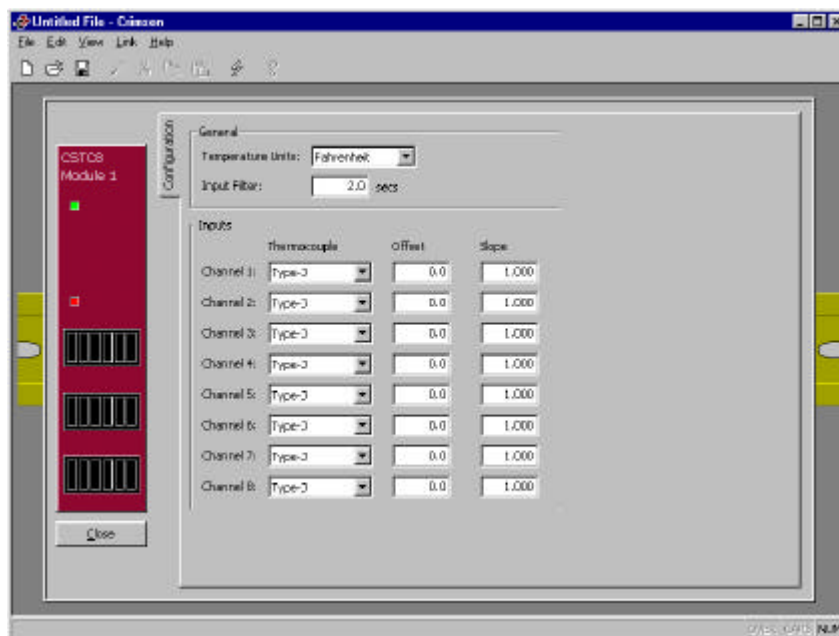 Untitled File - Crimson
File Edit View Link Help
CSTC8
Module 1
Close
Configuration
General
Temperature Units: Fahrenheit
Input Filter: 2.0 secs
Inputs
Thermocouple Offset Slope
Channel 1: Type-J 0.0 1.000
Channel 2: Type-J 0.0 1.000
Channel 3: Type-J 0.0 1.000
Channel 4: Type-J 0.0 1.000
Channel 5: Type-J 0.0 1.000
Channel 6: Type-J 0.0 1.000
Channel 7: Type-J 0.0 1.000
Channel 8: Type-J 0.0 1.000
CAPS NUM